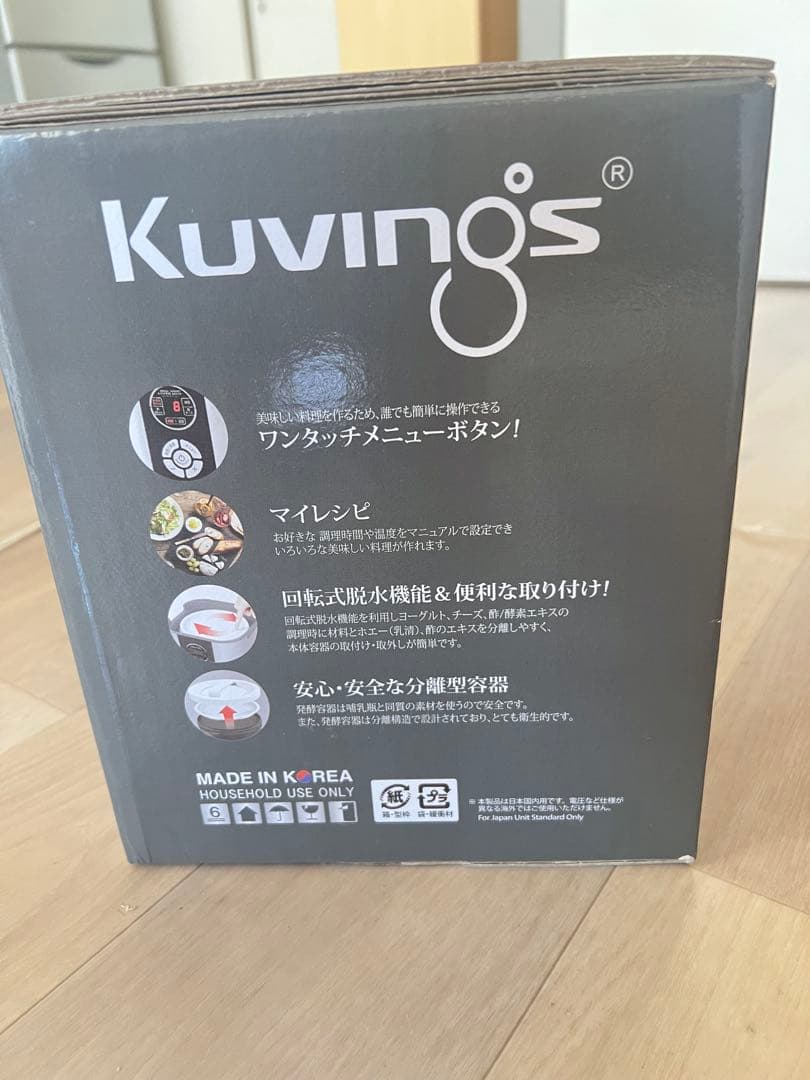 Kuvings®
美味しい料理を作るため、誰でも簡単に操作できる
ワンタッチメニューボタン!
マイレシピ
お好きな 調理時間や温度をマニュアルで設定でき
いろいろな美味しい料理が作れます。
回転式脱水機能&便利な取り付け!
回転式脱水機能を利用しヨーグルト、チーズ、酢/酵素エキスの
調理時に材料とホエー(乳清)、酢のエキスを分離しやすく、
本体容器の取付け・取外しが簡単です。
安心・安全な分離型容器
発酵容器は哺乳瓶と同質の素材を使うので安全です。
また、発酵容器は分離構造で設計されており、とても衛生的です。
MADE IN KOREA
HOUSEHOLD USE ONLY
6
紙
箱・型枠
プラ
袋・緩衝材
※ 本製品は日本国内用です。電圧など仕様が
異なる海外ではご使用いただけません。
For Japan Unit Standard Only